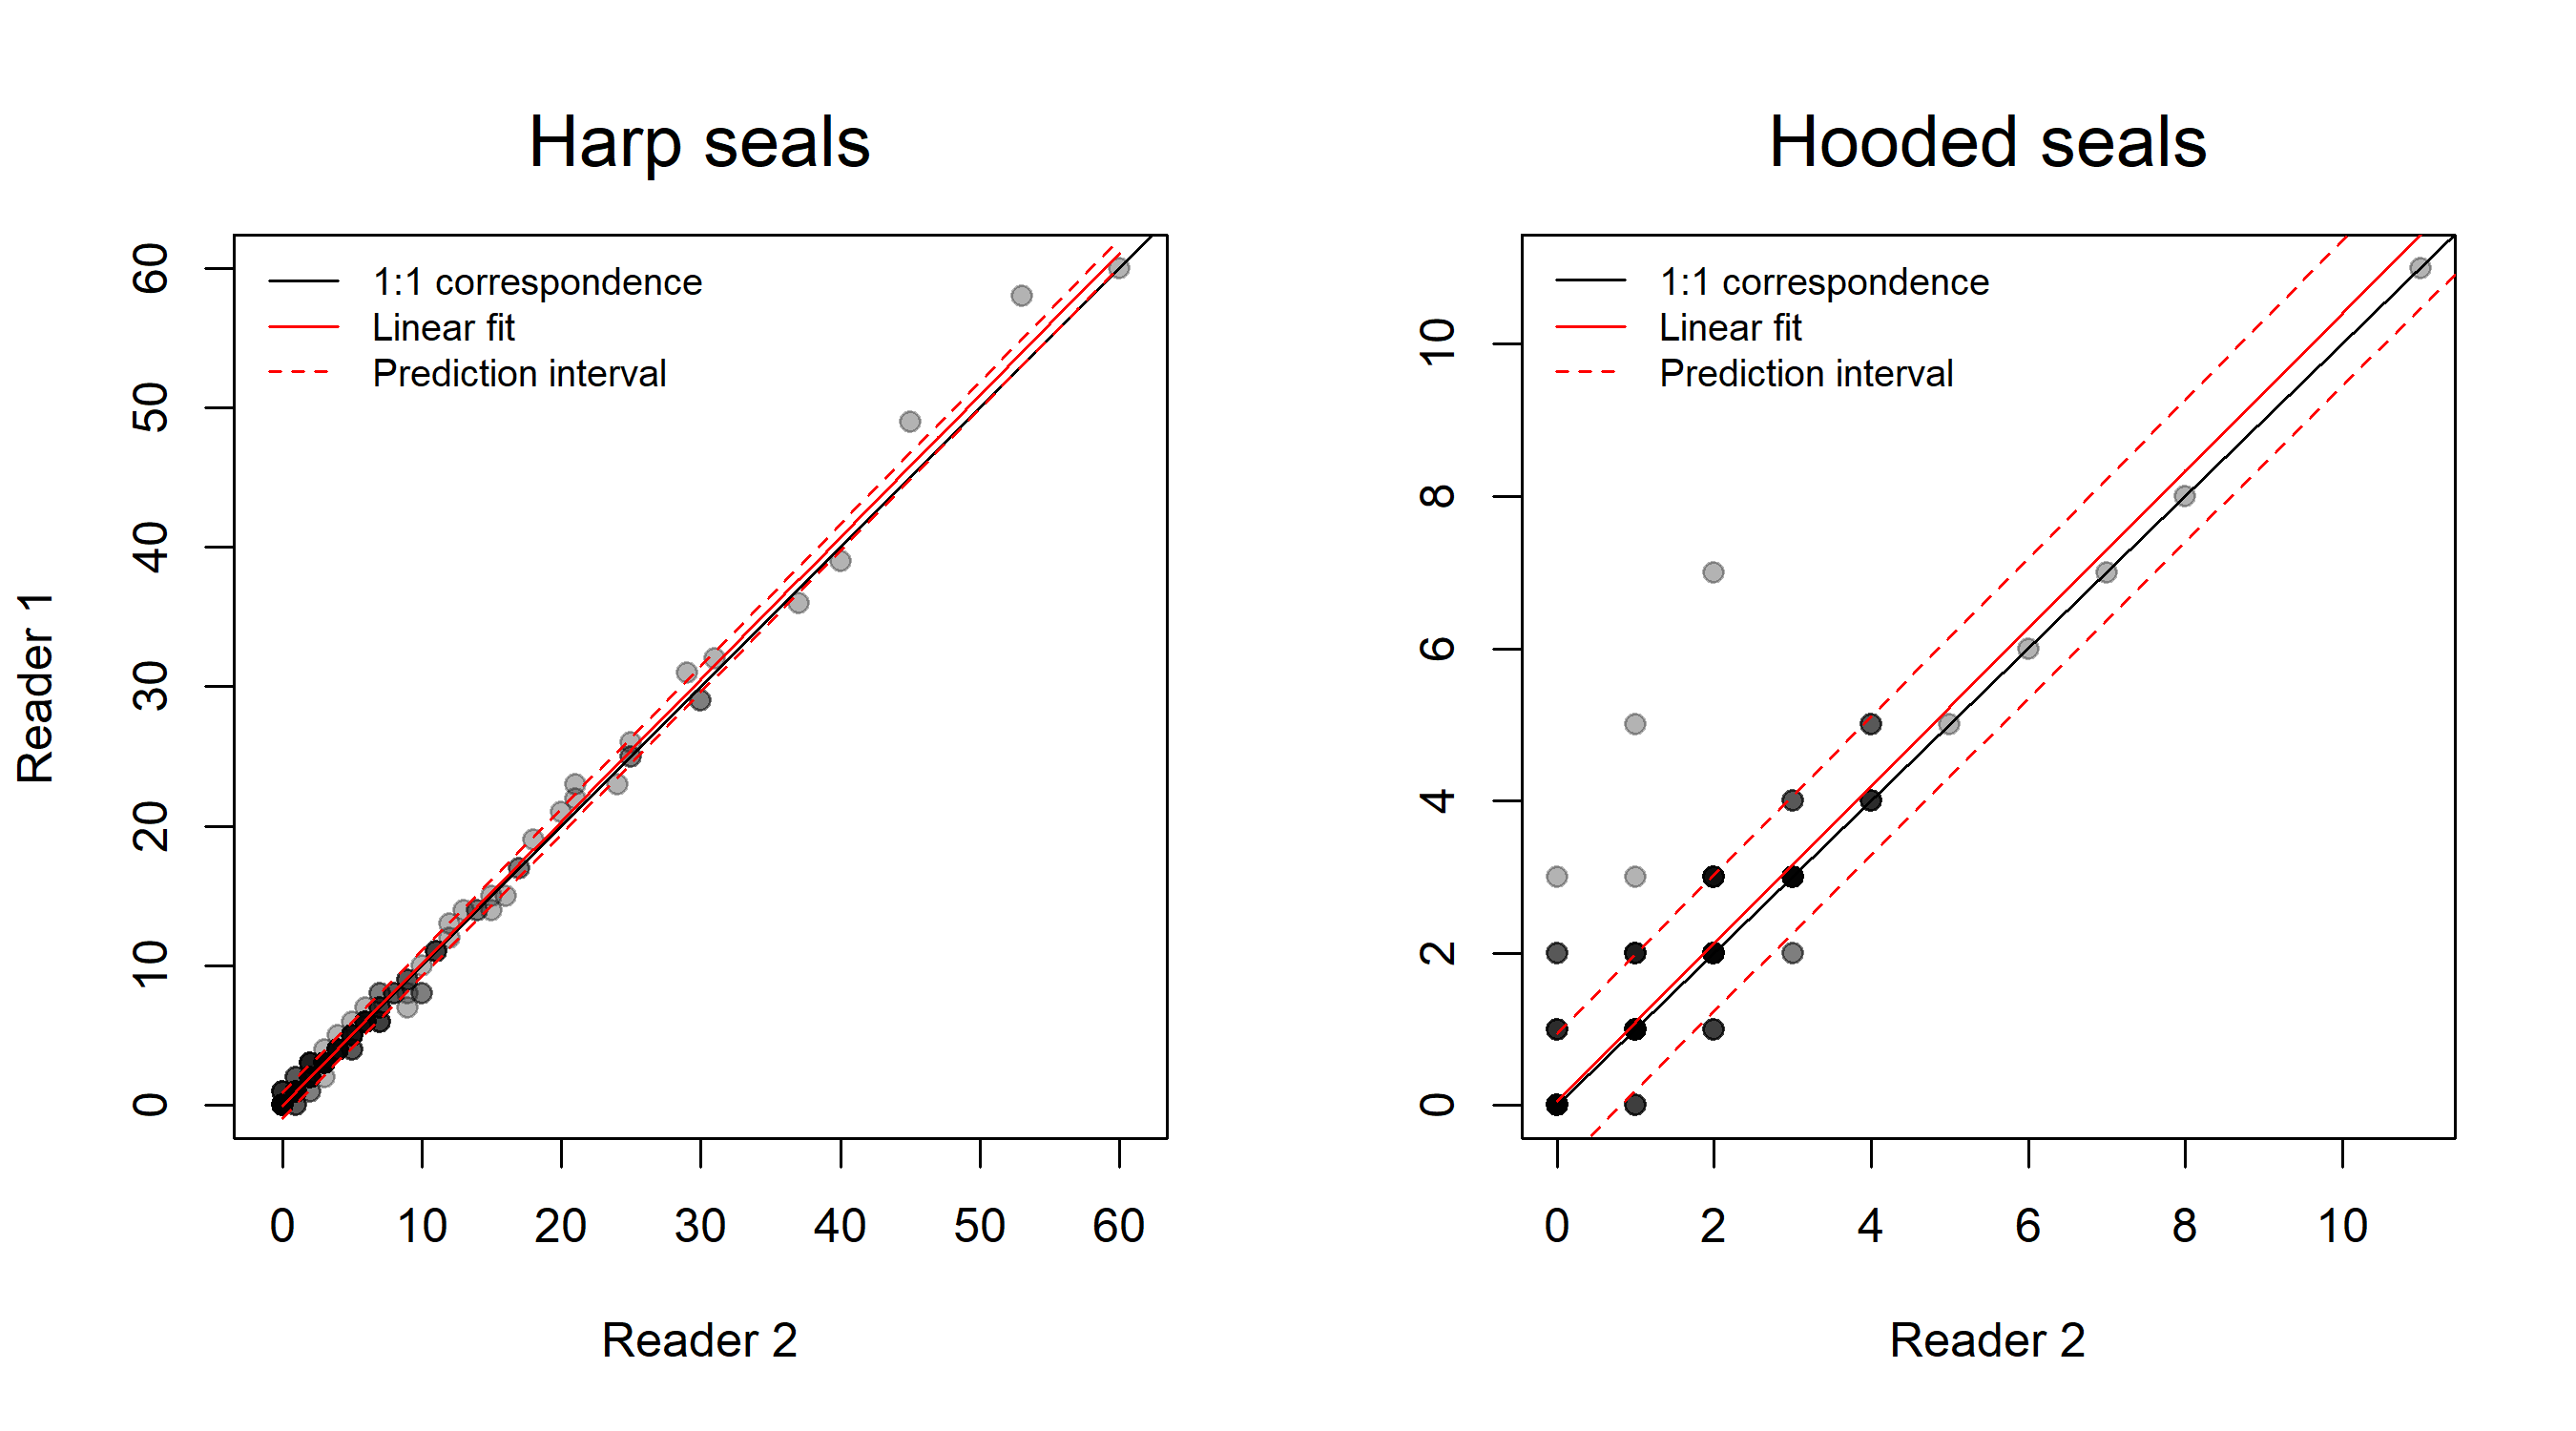 Harp seals
1:1 correspondence
Linear fit
Prediction interval
Reader 1
60
50
40
30
20
10
0
0 10 20 30 40 50 60
Reader 2
Hooded seals
1:1 correspondence
Linear fit
Prediction interval
10
8
6
4
2
0
0 2 4 6 8 10
Reader 2